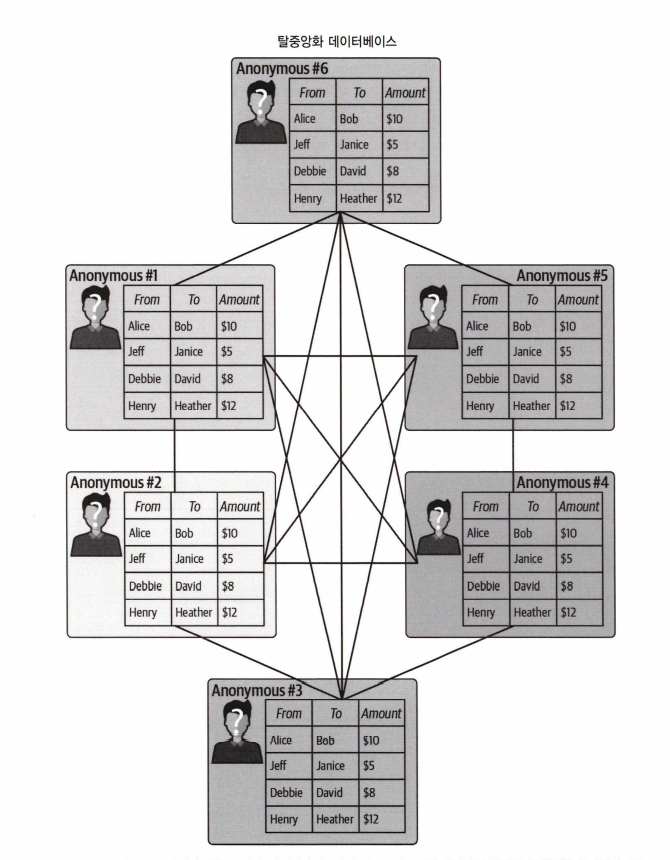 탈중앙화 데이터베이스
Anonymous #6
?
From To Amount
Alice Bob $10
Jeff Janice $5
Debbie David $8
Henry Heather $12
Anonymous #1
?
From To Amount
Alice Bob $10
Jeff Janice $5
Debbie David $8
Henry Heather $12
Anonymous #5
?
From To Amount
Alice Bob $10
Jeff Janice $5
Debbie David $8
Henry Heather $12
Anonymous #2
?
From To Amount
Alice Bob $10
Jeff Janice $5
Debbie David $8
Henry Heather $12
Anonymous #4
?
From To Amount
Alice Bob $10
Jeff Janice $5
Debbie David $8
Henry Heather $12
Anonymous #3
?
From To Amount
Alice Bob $10
Jeff Janice $5
Debbie David $8
Henry Heather $12